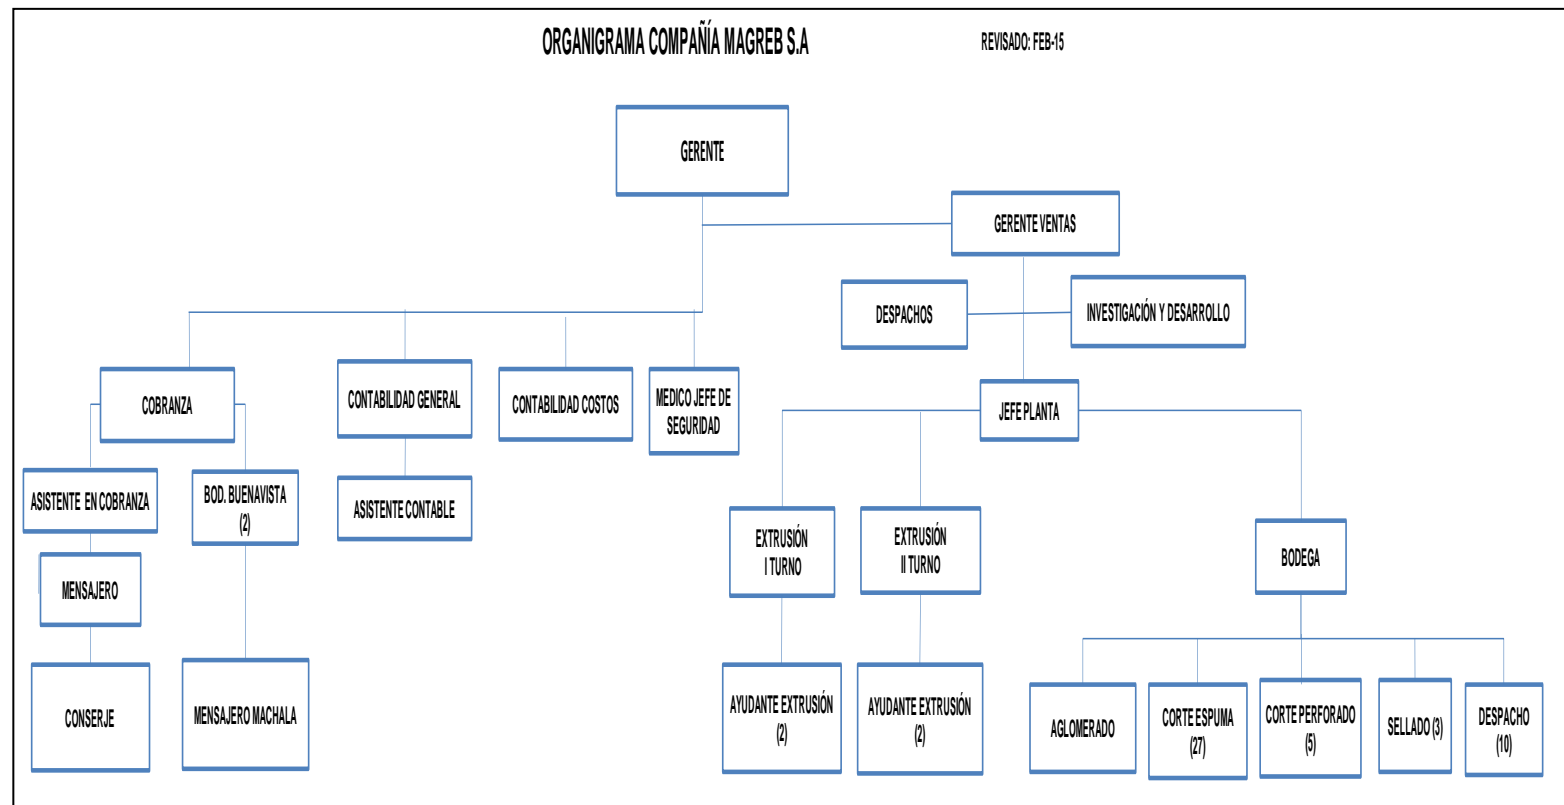 ORGANIGRAMA COMPAÑÍA MAGREB S.A
REVISADO: FEB-15
GERENTE
GERENTE VENTAS
DESPACHOS
INVESTIGACIÓN Y DESARROLLO
COBRANZA
CONTABILIDAD GENERAL
CONTABILIDAD COSTOS
MEDICO JEFE DE
SEGURIDAD
JEFE PLANTA
ASISTENTE EN COBRANZA
BOD. BUENAVISTA
(2)
ASISTENTE CONTABLE
EXTRUSIÓN
I TURNO
EXTRUSIÓN
II TURNO
BODEGA
MENSAJERO
CONSERJE
MENSAJERO MACHALA
AYUDANTE EXTRUSIÓN
(2)
AYUDANTE EXTRUSIÓN
(2)
AGLOMERADO
CORTE ESPUMA
(27)
CORTE PERFORADO
(5)
SELLADO (3)
DESPACHO
(10)